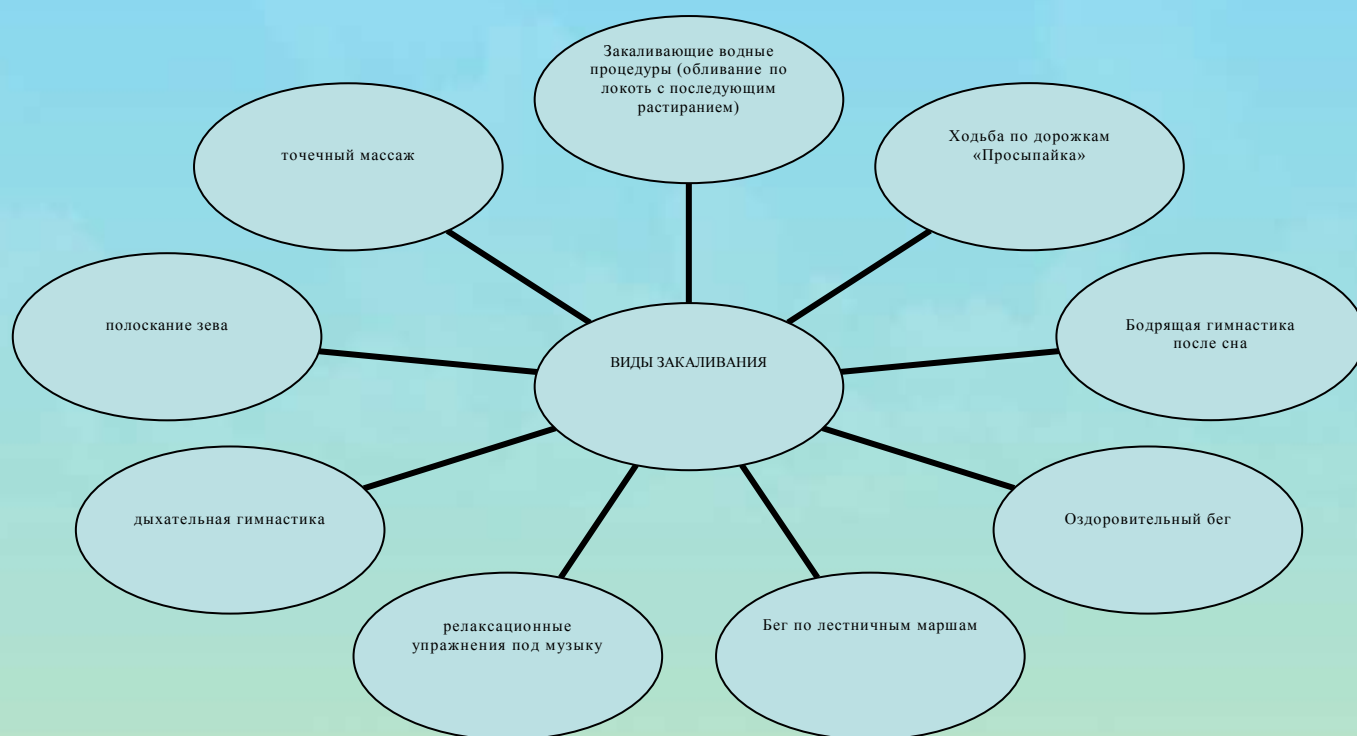 Закаливающие водные
процедуры (обливание по
локоть с последующим
растиранием)
Ходьба по дорожкам
«Просыпайка»
Бодрящая гимнастика
после сна
Оздоровительный бег
Бег по лестничным маршам
релаксационные
упражнения под музыку
дыхательная гимнастика
полоскание зева
точечный массаж
ВИДЫ ЗАКАЛИВАНИЯ